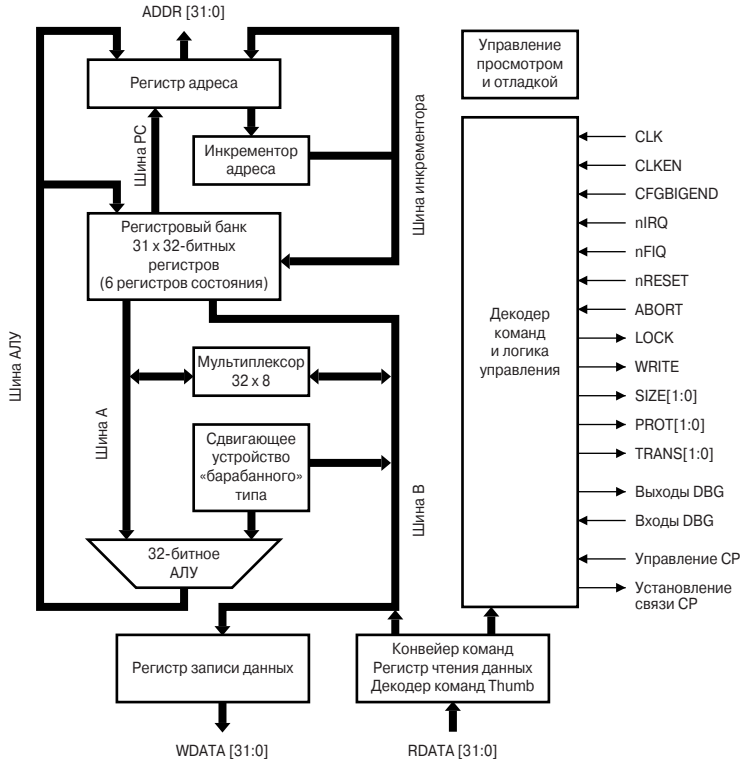 ADDR [31:0]
Регистр адреса
Шина PC
Инкрементор
адреса
Шина инкрементора
Регистровый банк
31 x 32-битных
регистров
(6 регистров состояния)
Шина АЛУ
Шина A
Мультиплексор
32 x 8
Сдвигающее
устройство
«барабанного»
типа
Шина B
32-битное
АЛУ
Регистр записи данных
WDATA [31:0]
Конвейер команд
Регистр чтения данных
Декодер команд Thumb
RDATA [31:0]
Управление
просмотром
и отладкой
Декодер
команд
и логика
управления
CLK
CLKEN
CFGBIGEND
nIRQ
nFIQ
nRESET
ABORT
LOCK
WRITE
SIZE[1:0]
PROT[1:0]
TRANS[1:0]
Выходы DBG
Входы DBG
Управление CP
Установление
связи CP